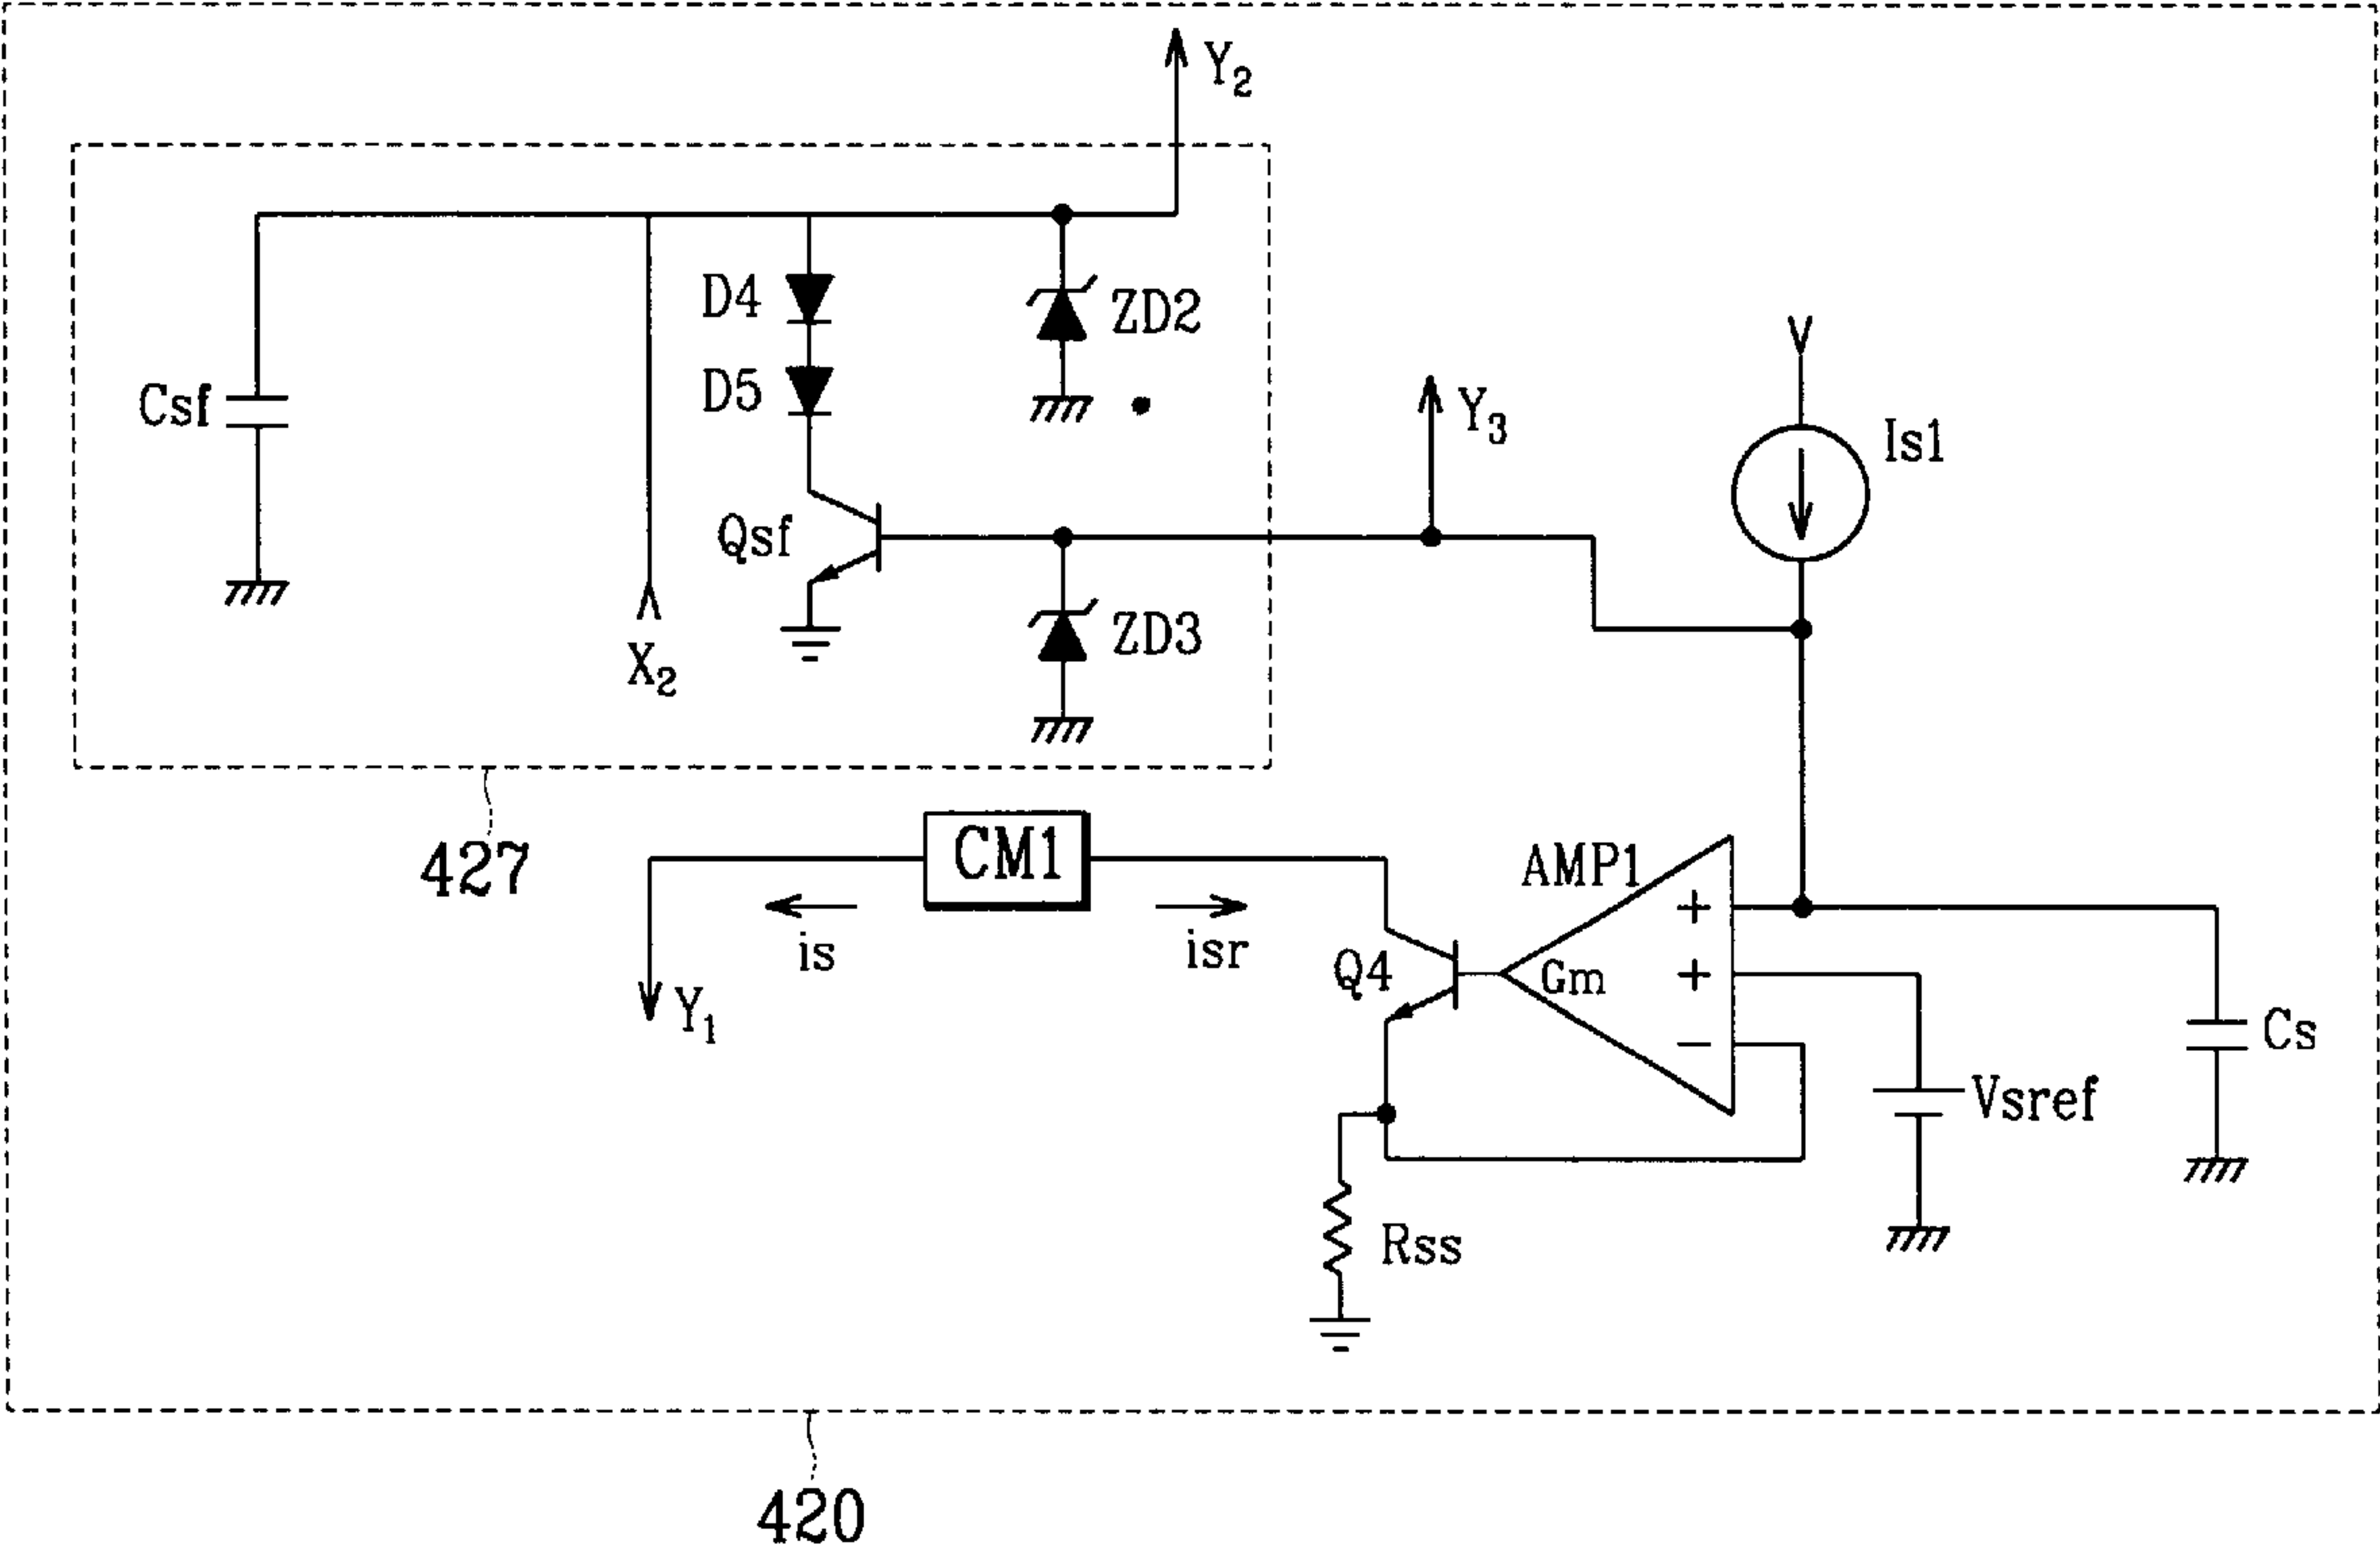 Y2
D4
ZD2
D5
Csf
Y3
Is1
Qsf
ZD3
X2
427
CM1
AMP1
+
is
isr
Q4
Gm
+
Y1
−
Cs
Vsref
Rss
420